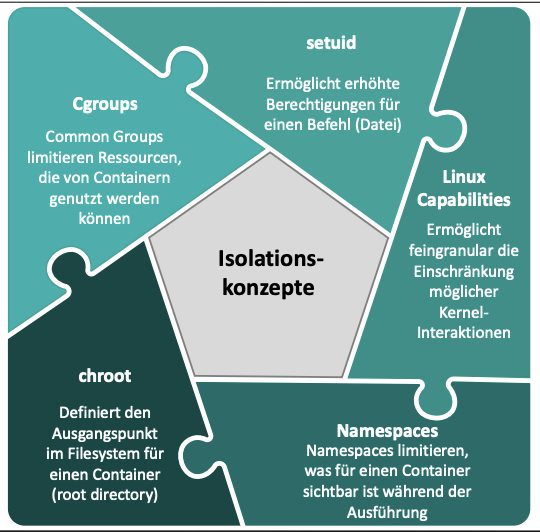 setuid
Ermöglicht erhöhte
Berechtigungen für
einen Befehl (Datei)
Cgroups
Common Groups
limitieren Ressourcen,
die von Containern
genutzt werden
können
Linux
Capabilities
Ermöglicht
feingranular die
Einschränkung
möglicher
Kernel-
Interaktionen
Isolations-
konzepte
chroot
Definiert den
Ausgangspunkt
im Filesystem für
einen Container
(root directory)
Namespaces
Namespaces limitieren,
was für einen Container
sichtbar ist während der
Ausführung